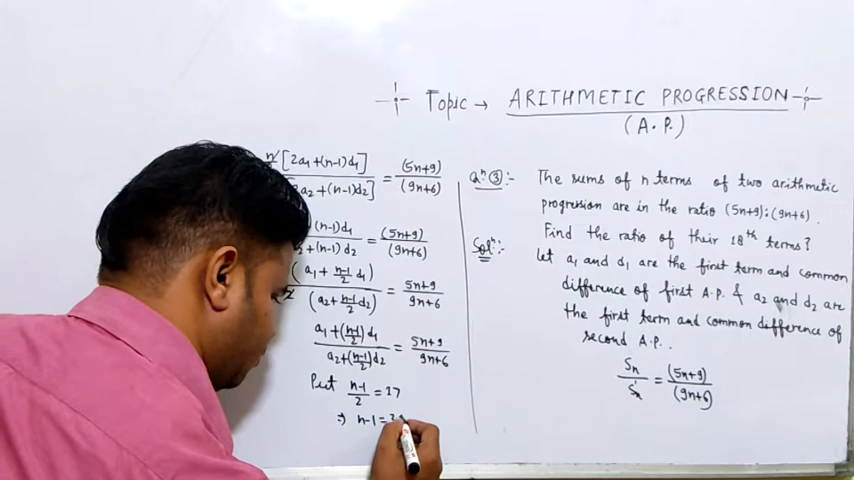 Topic → ARITHMETIC PROGRESSION
(A.P.)
Qⁿ ③ :- The sums of n terms of two arithmetic
progression are in the ratio (5n+9):(9n+6).
Find the ratio of their 18th terms?
Solⁿ:- Let a₁ and d₁ are the first term and common
difference of first A.P. & a₂ and d₂ are
the first term and common difference of
second A.P.
Sn / S'n = (5n+9) / (9n+6)
n/ [2a₁+(n-1)d₁] / a₂+(n-1)d₂] = (5n+9) / (9n+6)
(n-1)d₁ / +(n-1)d₂ = (5n+9) / (9n+6)
(a₁ + n-1/2 d₁) / 2 (a₂ + n-1/2 d₂) = 5n+9 / 9n+6
a₁ + (n-1/2) d₁ / a₂ + (n-1/2) d₂ = 5n+9 / 9n+6
Put n-1/2 = 17
⇒ n-1 = 3